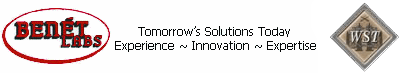 BENÉT
LABS
Tomorrow's Solutions Today
Experience ~ Innovation ~ Expertise
WST